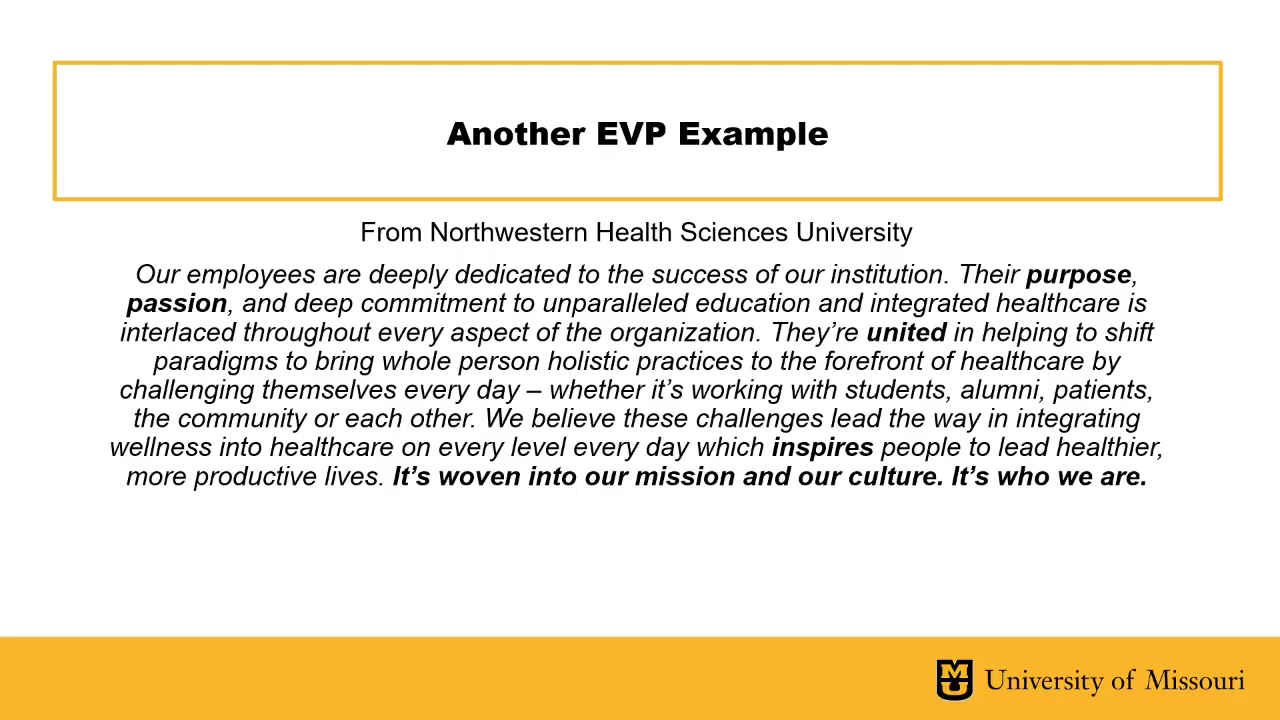 Another EVP Example
From Northwestern Health Sciences University
Our employees are deeply dedicated to the success of our institution. Their purpose,
passion, and deep commitment to unparalleled education and integrated healthcare is
interlaced throughout every aspect of the organization. They’re united in helping to shift
paradigms to bring whole person holistic practices to the forefront of healthcare by
challenging themselves every day – whether it’s working with students, alumni, patients,
the community or each other. We believe these challenges lead the way in integrating
wellness into healthcare on every level every day which inspires people to lead healthier,
more productive lives. It’s woven into our mission and our culture. It’s who we are.
MU University of Missouri